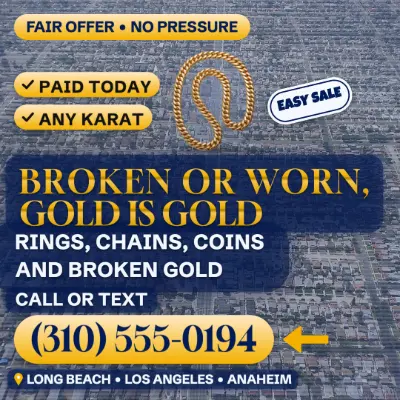 FAIR OFFER • NO PRESSURE
✓ PAID TODAY
✓ ANY KARAT
EASY SALE
BROKEN OR WORN,
GOLD IS GOLD
RINGS, CHAINS, COINS
AND BROKEN GOLD
CALL OR TEXT
(310) 555-0194
LONG BEACH • LOS ANGELES • ANAHEIM